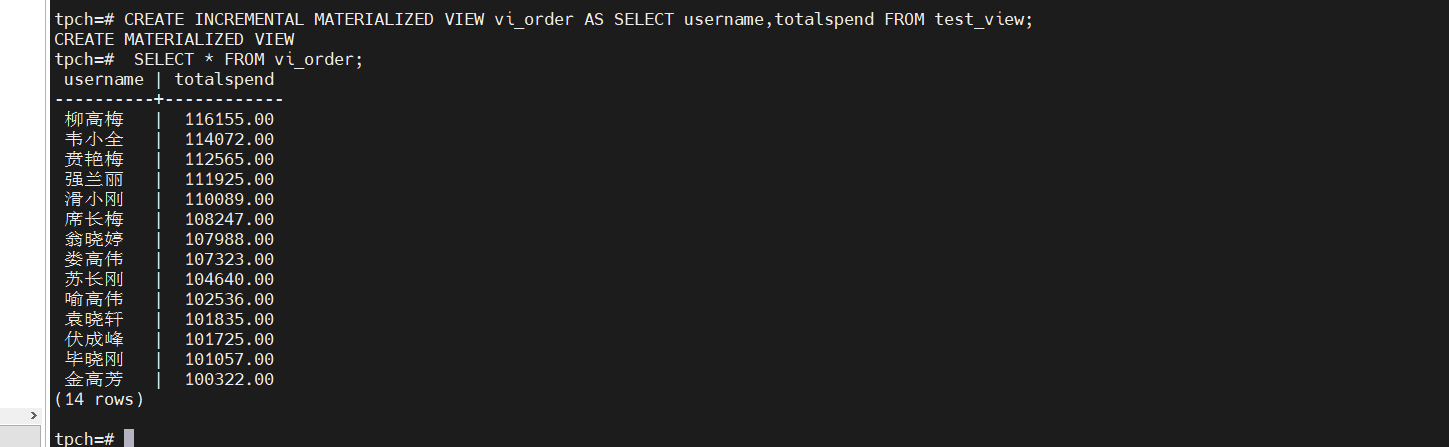 tpch=# CREATE INCREMENTAL MATERIALIZED VIEW vi_order AS SELECT username,totalspend FROM test_view;
CREATE MATERIALIZED VIEW
tpch=#  SELECT * FROM vi_order;
 username | totalspend
----------+------------
 柳高梅   |  116155.00
 韦小全   |  114072.00
 贲艳梅   |  112565.00
 强兰丽   |  111925.00
 滑小刚   |  110089.00
 席长梅   |  108247.00
 翁晓婷   |  107988.00
 娄高伟   |  107323.00
 苏长刚   |  104640.00
 喻高伟   |  102536.00
 袁晓轩   |  101835.00
 伏成峰   |  101725.00
 毕晓刚   |  101057.00
 金高芳   |  100322.00
(14 rows)
tpch=#